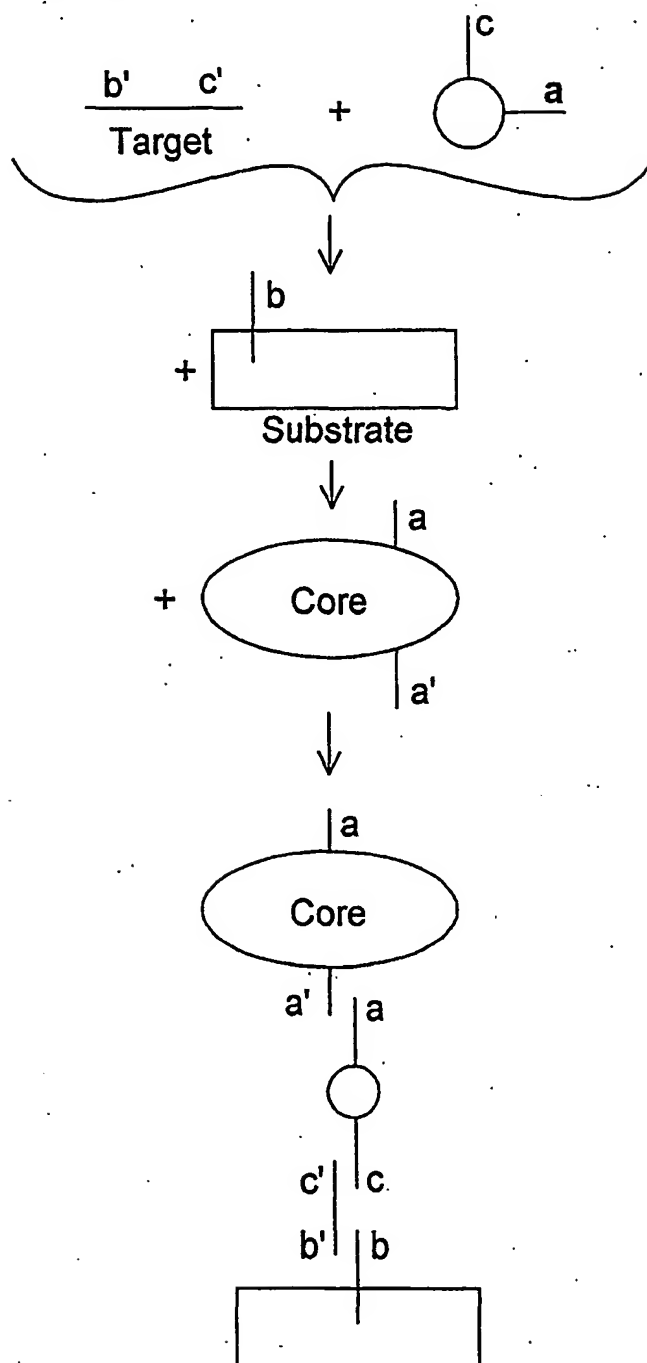 c
b' c' + a
Target
b
+
Substrate
a
+ Core
a'
a
Core
a' a
c' c
b' b